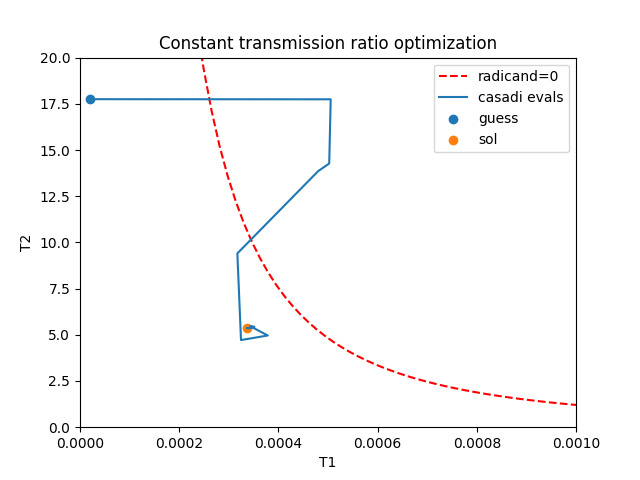 Constant transmission ratio optimization
radicand=0
casadi evals
guess
sol
20.0
17.5
15.0
12.5
10.0
7.5
5.0
2.5
0.0
T2
0.0000 0.0002 0.0004 0.0006 0.0008 0.0010
T1